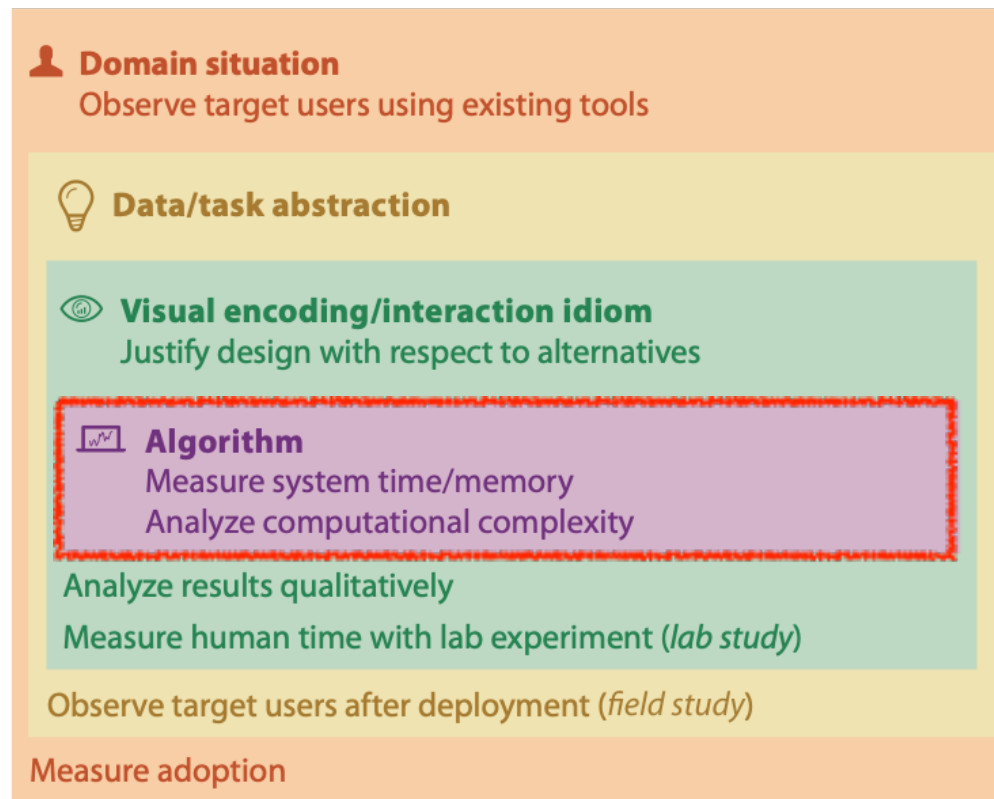 Domain situation
Observe target users using existing tools
Data/task abstraction
Visual encoding/interaction idiom
Justify design with respect to alternatives
Algorithm
Measure system time/memory
Analyze computational complexity
Analyze results qualitatively
Measure human time with lab experiment (lab study)
Observe target users after deployment (field study)
Measure adoption